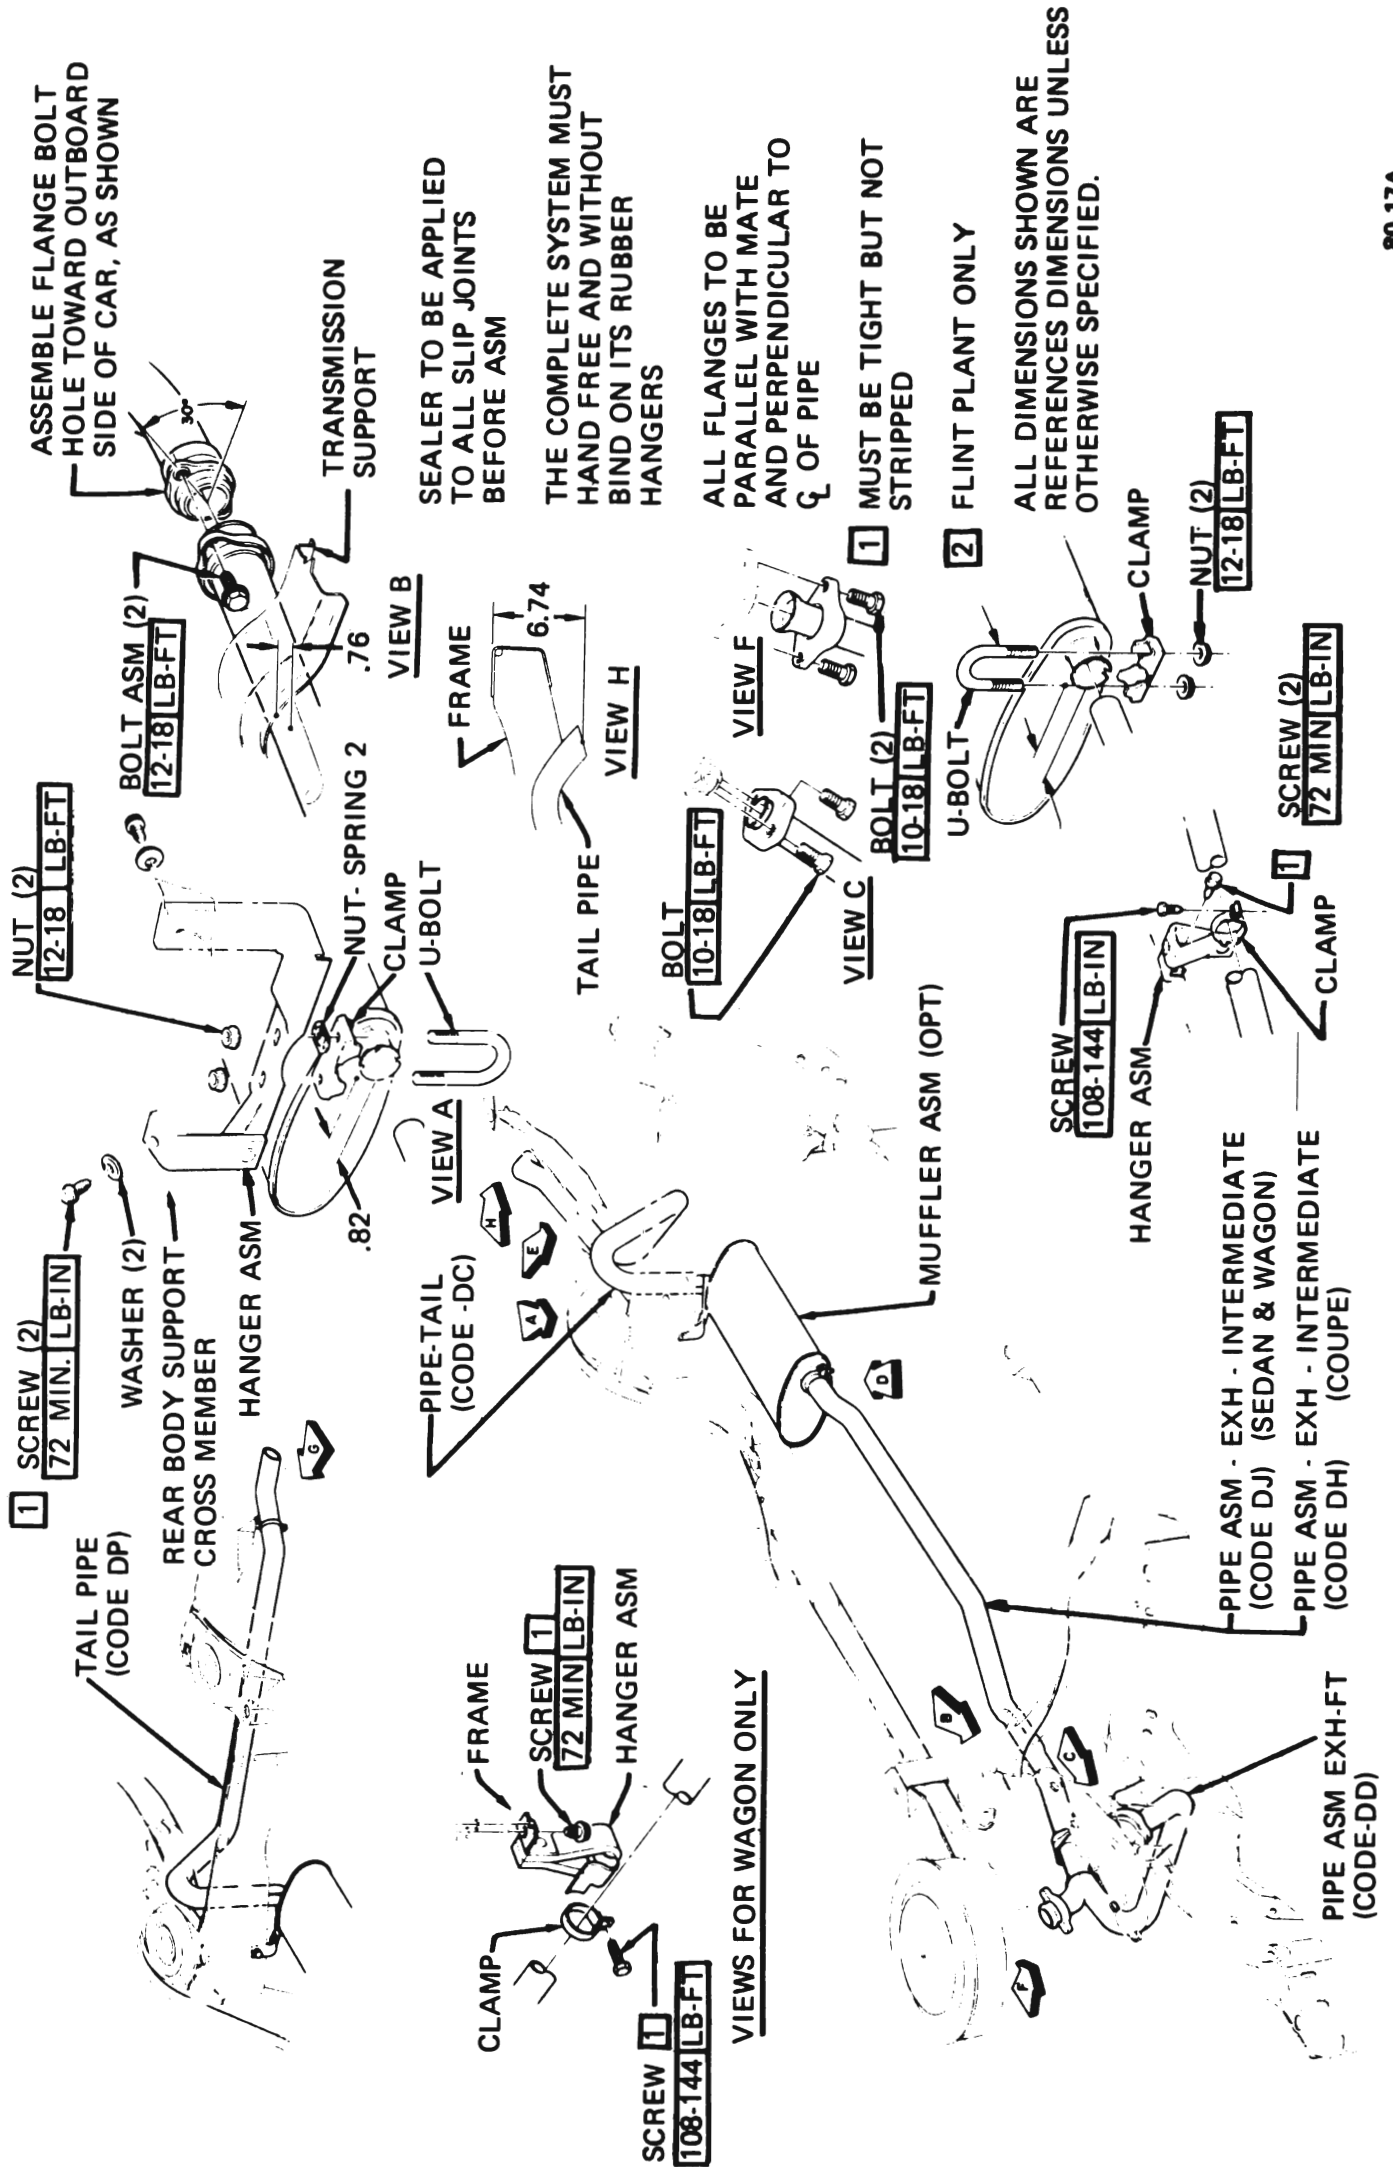 1
SCREW (2)
72 MIN. LB-IN
WASHER (2)
REAR BODY SUPPORT
CROSS MEMBER
HANGER ASM
TAIL PIPE
(CODE DP)
G
NUT (2)
12-18 LB-FT
NUT- SPRING 2
CLAMP
U-BOLT
.82
VIEW A
BOLT ASM (2)
12-18 LB-FT
ASSEMBLE FLANGE BOLT
HOLE TOWARD OUTBOARD
SIDE OF CAR, AS SHOWN
30°
TRANSMISSION
SUPPORT
.76
VIEW B
FRAME
6.74
TAIL PIPE
VIEW H
SEALER TO BE APPLIED
TO ALL SLIP JOINTS
BEFORE ASM
THE COMPLETE SYSTEM MUST
HAND FREE AND WITHOUT
BIND ON ITS RUBBER
HANGERS
ALL FLANGES TO BE
PARALLEL WITH MATE
AND PERPENDICULAR TO
℄ OF PIPE
1 MUST BE TIGHT BUT NOT
STRIPPED
2 FLINT PLANT ONLY
ALL DIMENSIONS SHOWN ARE
REFERENCES DIMENSIONS UNLESS
OTHERWISE SPECIFIED.
FRAME
SCREW 1
72 MIN LB-IN
HANGER ASM
CLAMP
SCREW 1
108-144 LB-FT
VIEWS FOR WAGON ONLY
PIPE-TAIL
(CODE -DC)
H
E
A
D
MUFFLER ASM (OPT)
BOLT
10-18 LB-FT
VIEW C
VIEW F
BOLT (2)
10-18 LB-FT
U-BOLT
CLAMP
NUT (2)
12-18 LB-FT
SCREW
108-144 LB-IN
HANGER ASM
SCREW (2)
72 MIN LB-IN
1
CLAMP
B
C
F
PIPE ASM - EXH - INTERMEDIATE
(CODE DJ) (SEDAN & WAGON)
PIPE ASM - EXH - INTERMEDIATE
(CODE DH) (COUPE)
PIPE ASM EXH-FT
(CODE-DD)